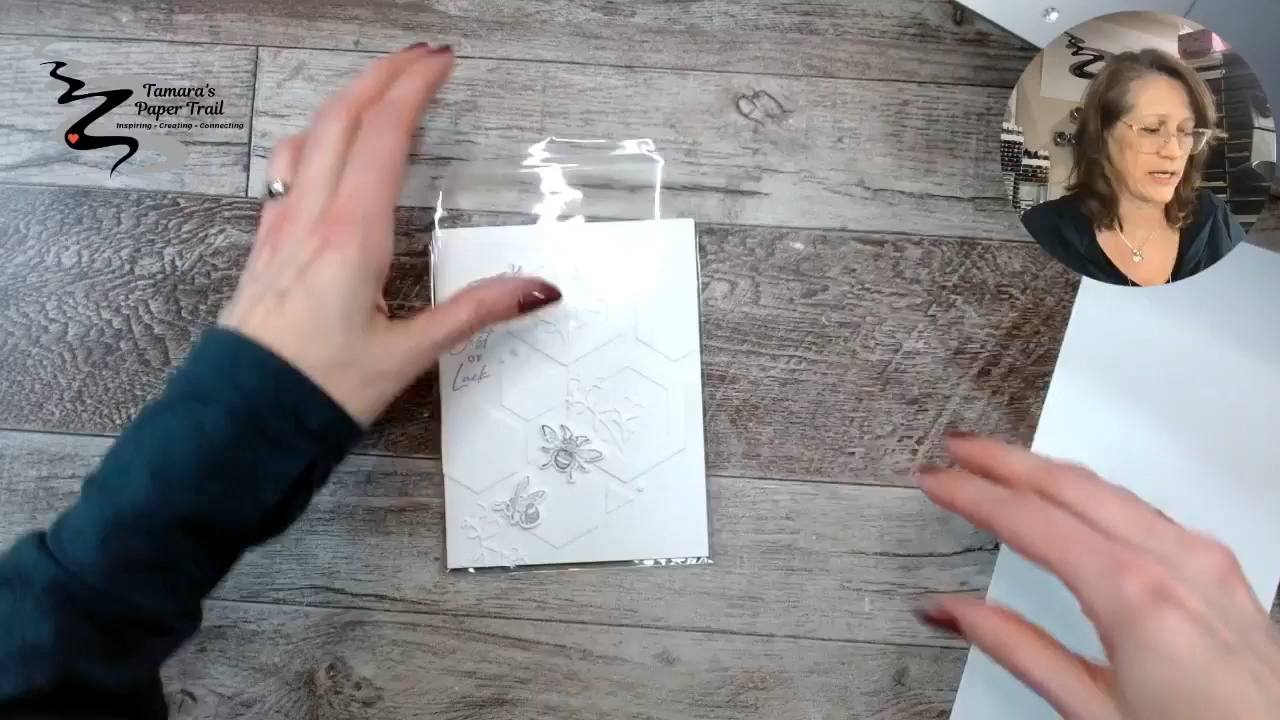 Tamara's
Paper Trail
Inspiring - Creating - Connecting
of
Luck